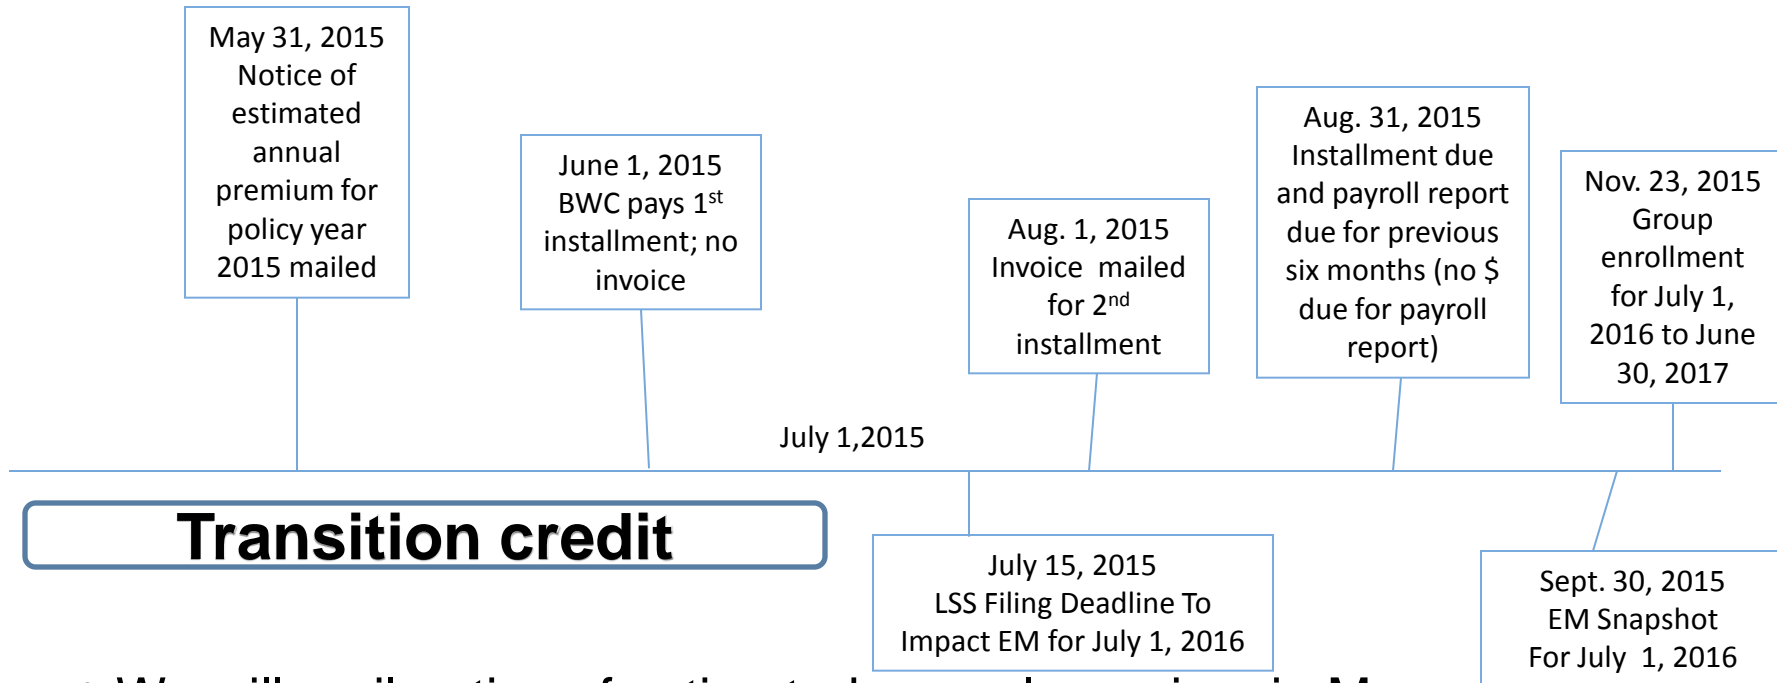 May 31, 2015
Notice of
estimated
annual
premium for
policy year
2015 mailed
June 1, 2015
BWC pays 1st
installment; no
invoice
Aug. 1, 2015
Invoice mailed
for 2nd
installment
Aug. 31, 2015
Installment due
and payroll report
due for previous
six months (no $
due for payroll
report)
Nov. 23, 2015
Group
enrollment
for July 1,
2016 to June
30, 2017
July 1,2015
Transition credit
July 15, 2015
LSS Filing Deadline To
Impact EM for July 1, 2016
Sept. 30, 2015
EM Snapshot
For July 1, 2016